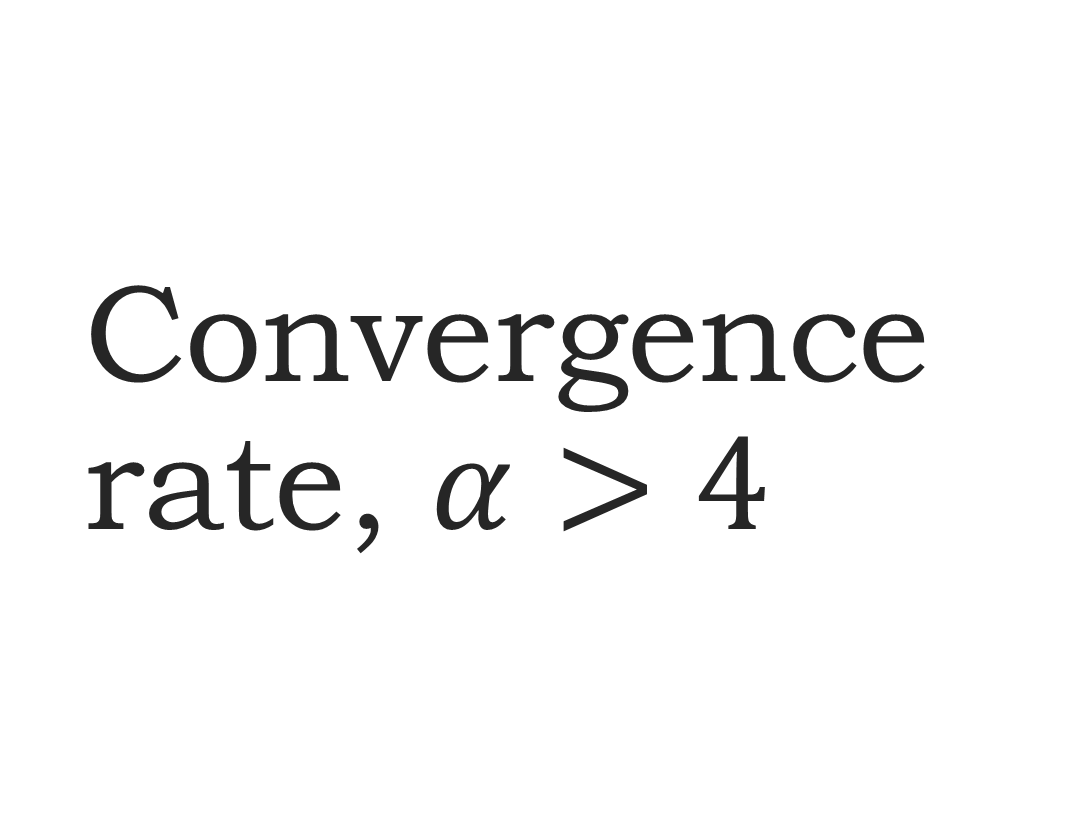 Convergence
rate, α > 4